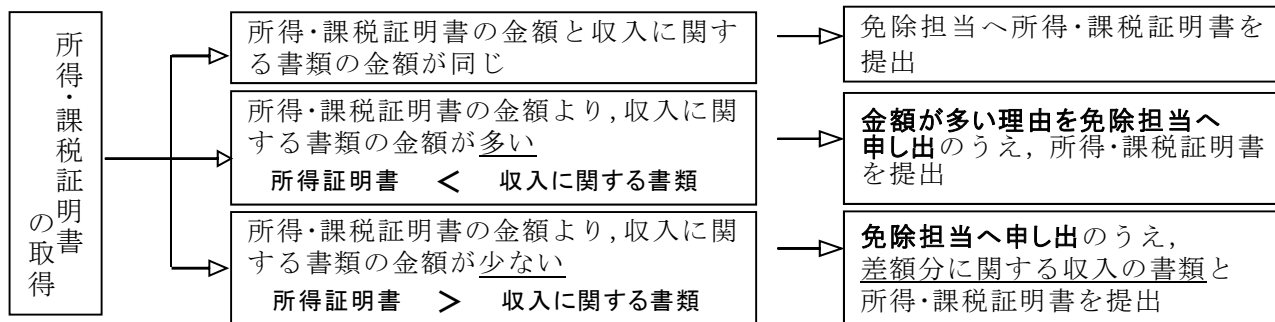 所得・課税証明書
の取得
所得・課税証明書の金額と収入に関す
る書類の金額が同じ
免除担当へ所得・課税証明書を
提出
所得・課税証明書の金額より,収入に関
する書類の金額が多い
所得証明書 < 収入に関する書類
金額が多い理由を免除担当へ
申し出のうえ, 所得・課税証明書
を提出
所得・課税証明書の金額より,収入に関
する書類の金額が少ない
所得証明書 > 収入に関する書類
免除担当へ申し出のうえ,
差額分に関する収入の書類と
所得・課税証明書を提出